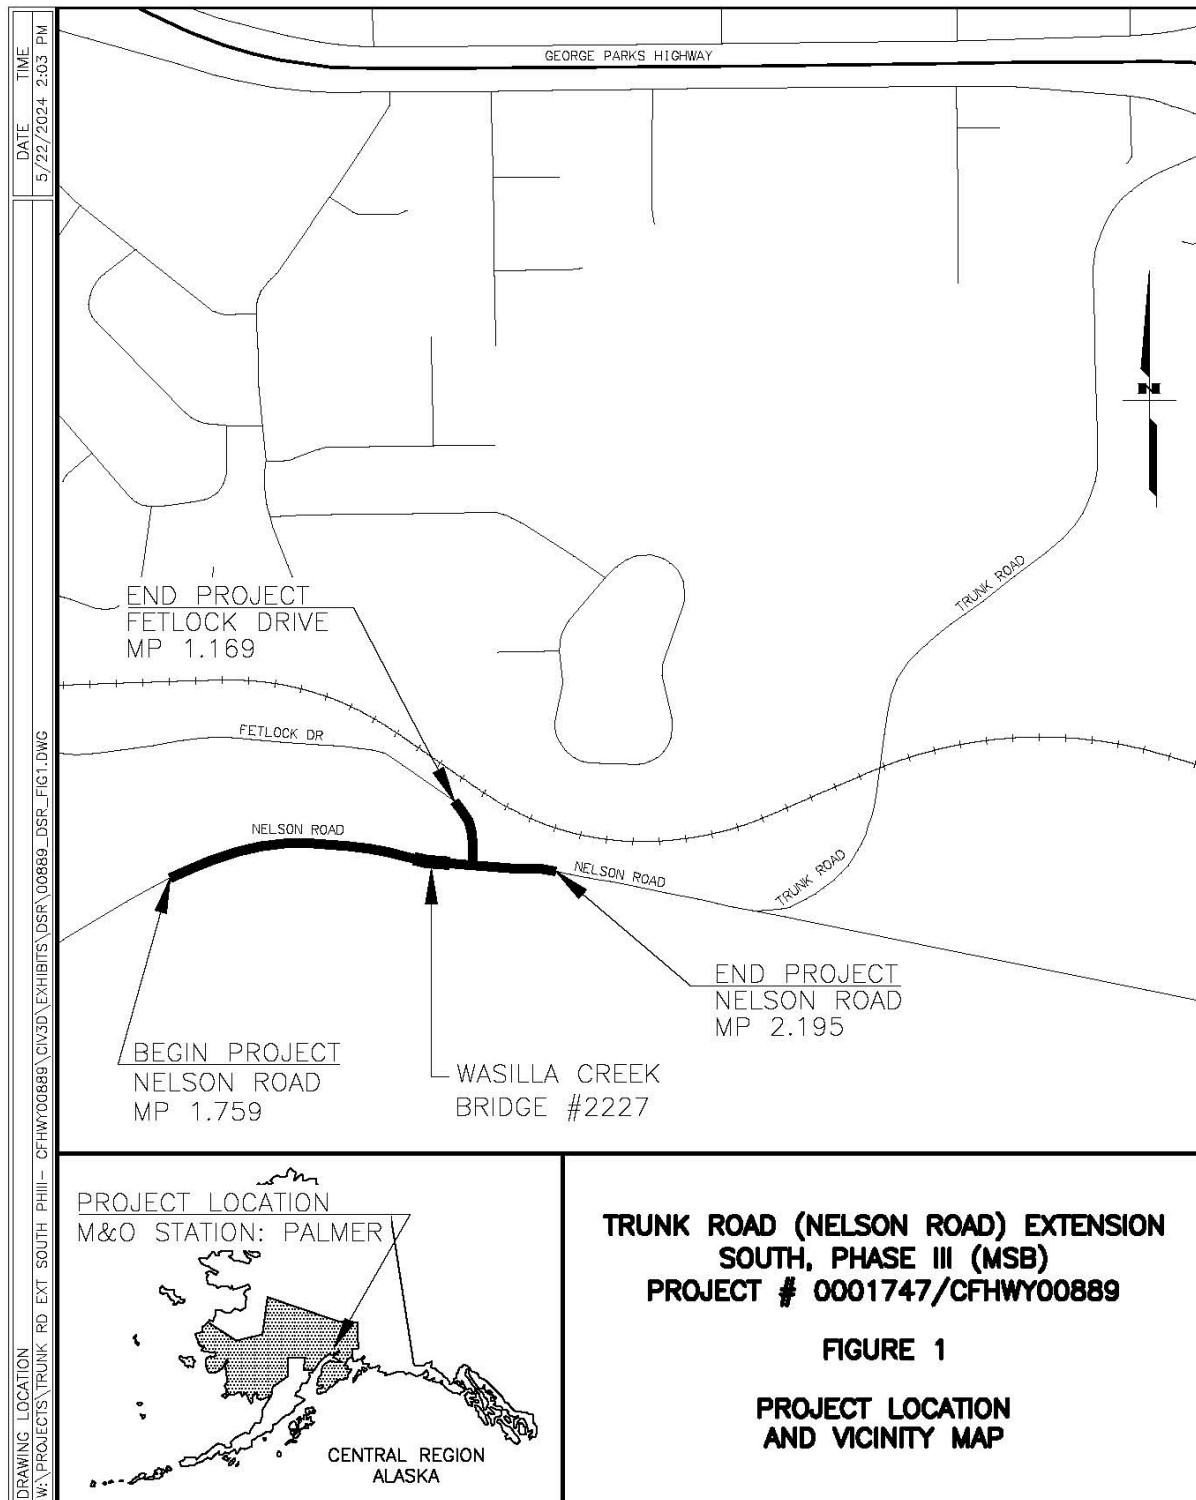 DATE TIME
5/22/2024 2:03 PM
DRAWING LOCATION
W:\PROJECTS\TRUNK RD EXT SOUTH PHIII- CFHWY00889\CIV3D\EXHIBITS\DSR\00889_DSR_FIG1.DWG
GEORGE PARKS HIGHWAY
N
TRUNK ROAD
END PROJECT
FETLOCK DRIVE
MP 1.169
FETLOCK DR
NELSON ROAD
NELSON ROAD
TRUNK ROAD
END PROJECT
NELSON ROAD
MP 2.195
BEGIN PROJECT
NELSON ROAD
MP 1.759
WASILLA CREEK
BRIDGE #2227
PROJECT LOCATION
M&O STATION: PALMER
CENTRAL REGION
ALASKA
TRUNK ROAD (NELSON ROAD) EXTENSION
SOUTH, PHASE III (MSB)
PROJECT # 0001747/CFHWY00889
FIGURE 1
PROJECT LOCATION
AND VICINITY MAP